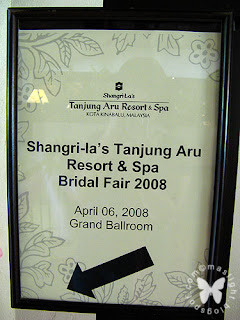 Shangri-La's
Tanjung Aru Resort & Spa
KOTA KINABALU, MALAYSIA
Shangri-la's Tanjung Aru
Resort & Spa
Bridal Fair 2008
April 06, 2008
Grand Ballroom